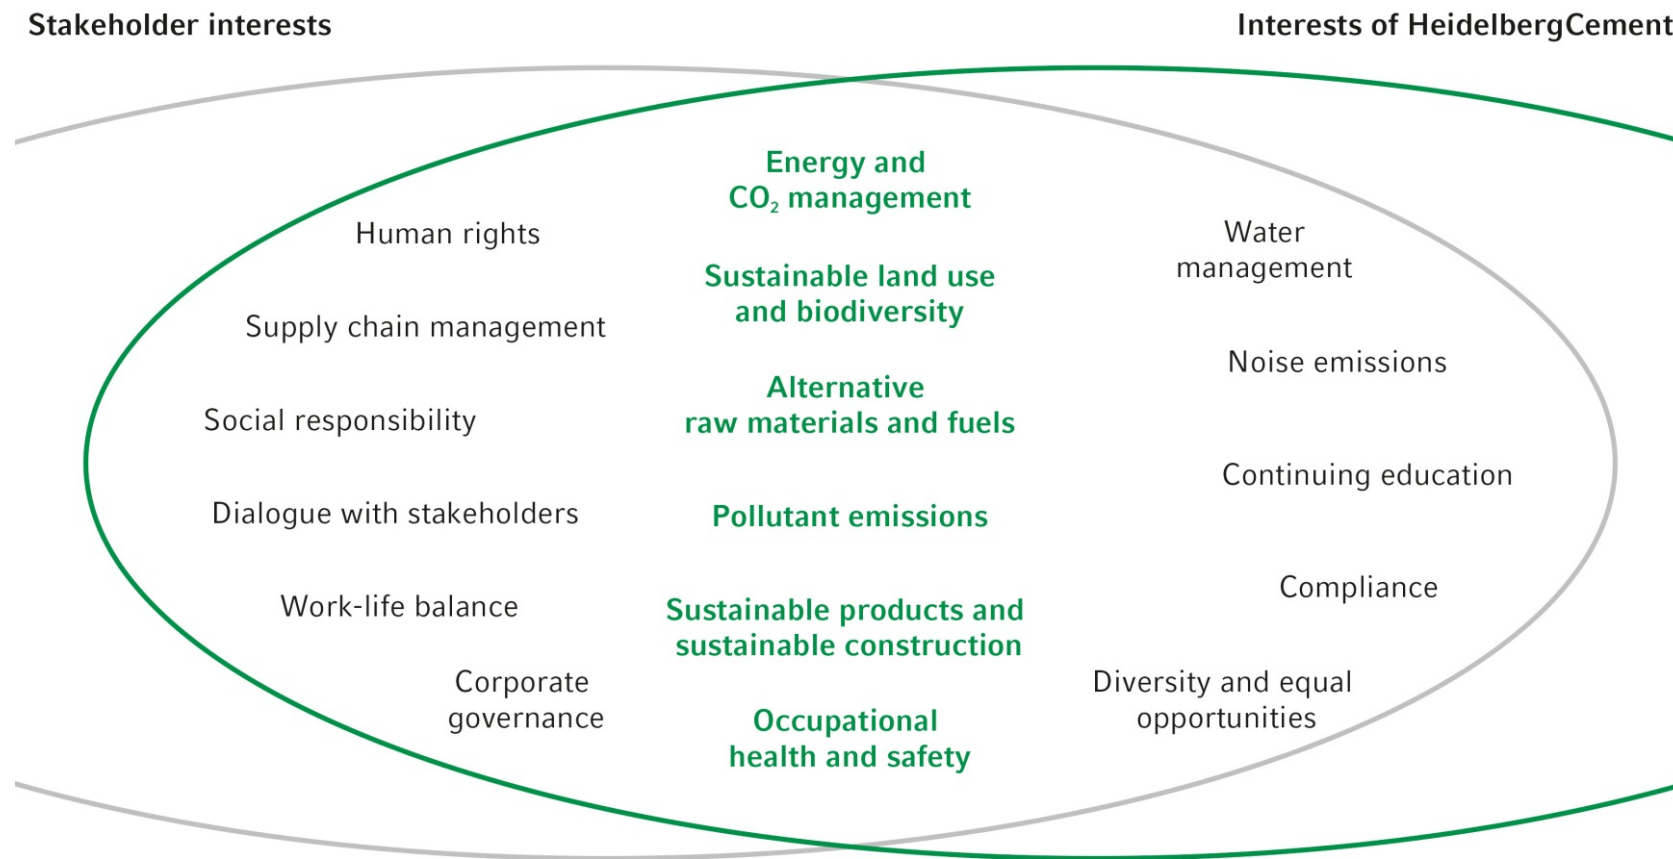 Stakeholder interests
Interests of HeidelbergCement
Energy and
CO₂ management
Human rights
Water
management
Sustainable land use
and biodiversity
Supply chain management
Noise emissions
Alternative
raw materials and fuels
Social responsibility
Continuing education
Dialogue with stakeholders
Pollutant emissions
Compliance
Work-life balance
Sustainable products and
sustainable construction
Corporate
governance
Diversity and equal
opportunities
Occupational
health and safety